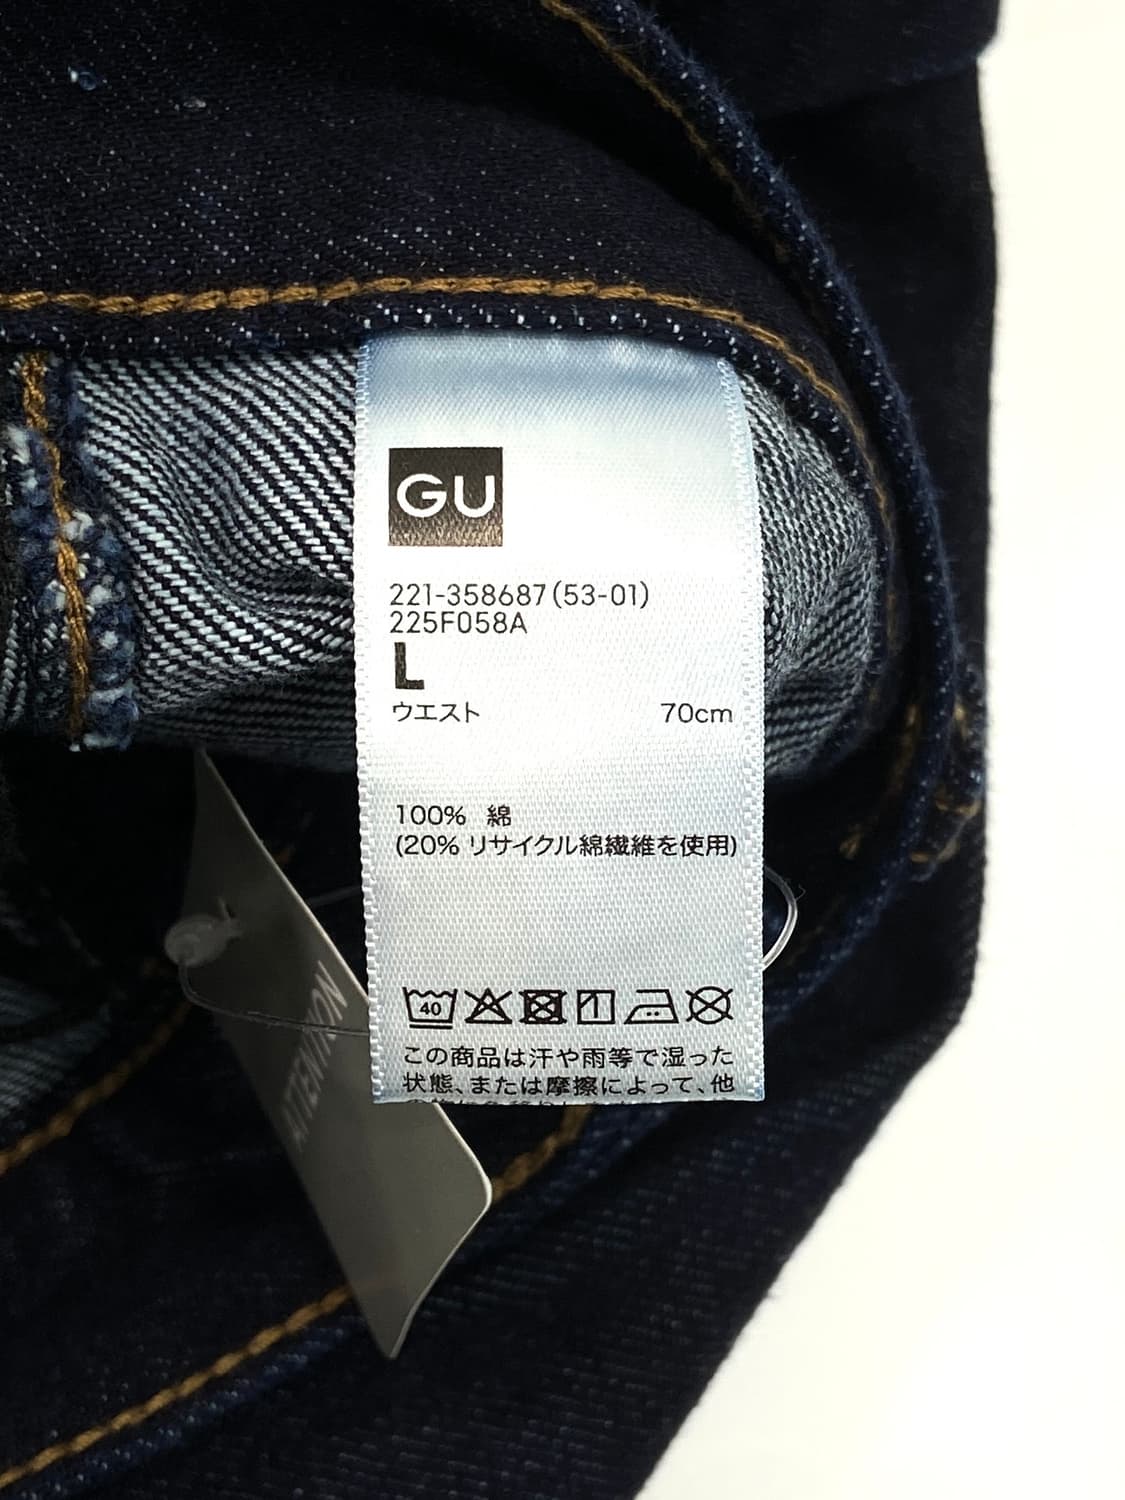 GU
221-358687(53-01)
225F058A
L
ウエスト 70cm
100% 綿
(20% リサイクル綿繊維を使用)
40
この商品は汗や雨等で湿った
状態、または摩擦によって、他
ATTENTION